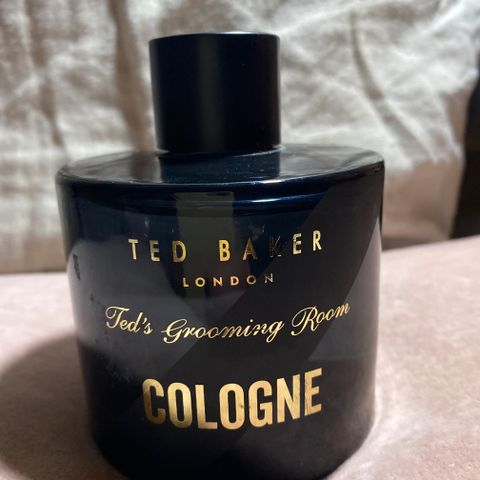 TED BAKER
LONDON
Ted's Grooming Room
COLOGNE